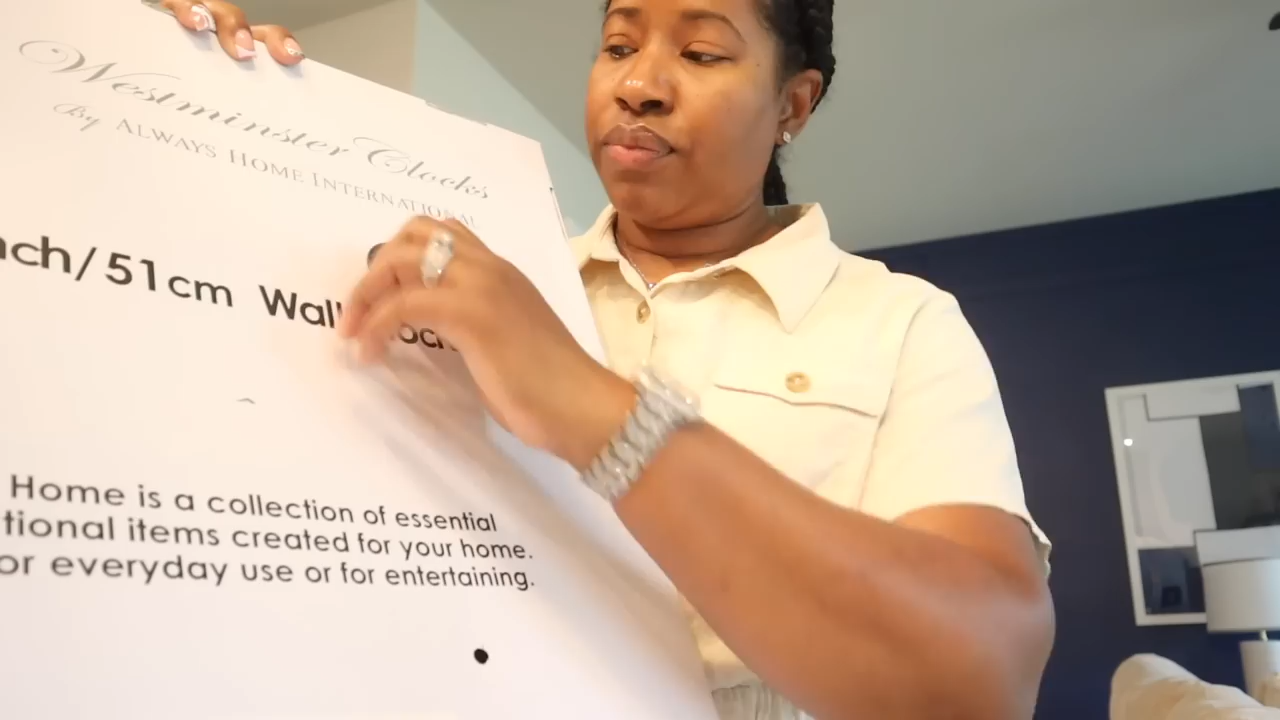 Westminster Clocks
By ALWAYS HOME INTERNATIONAL
nch/51cm Wall
Home is a collection of essential
tional items created for your home.
or everyday use or for entertaining.